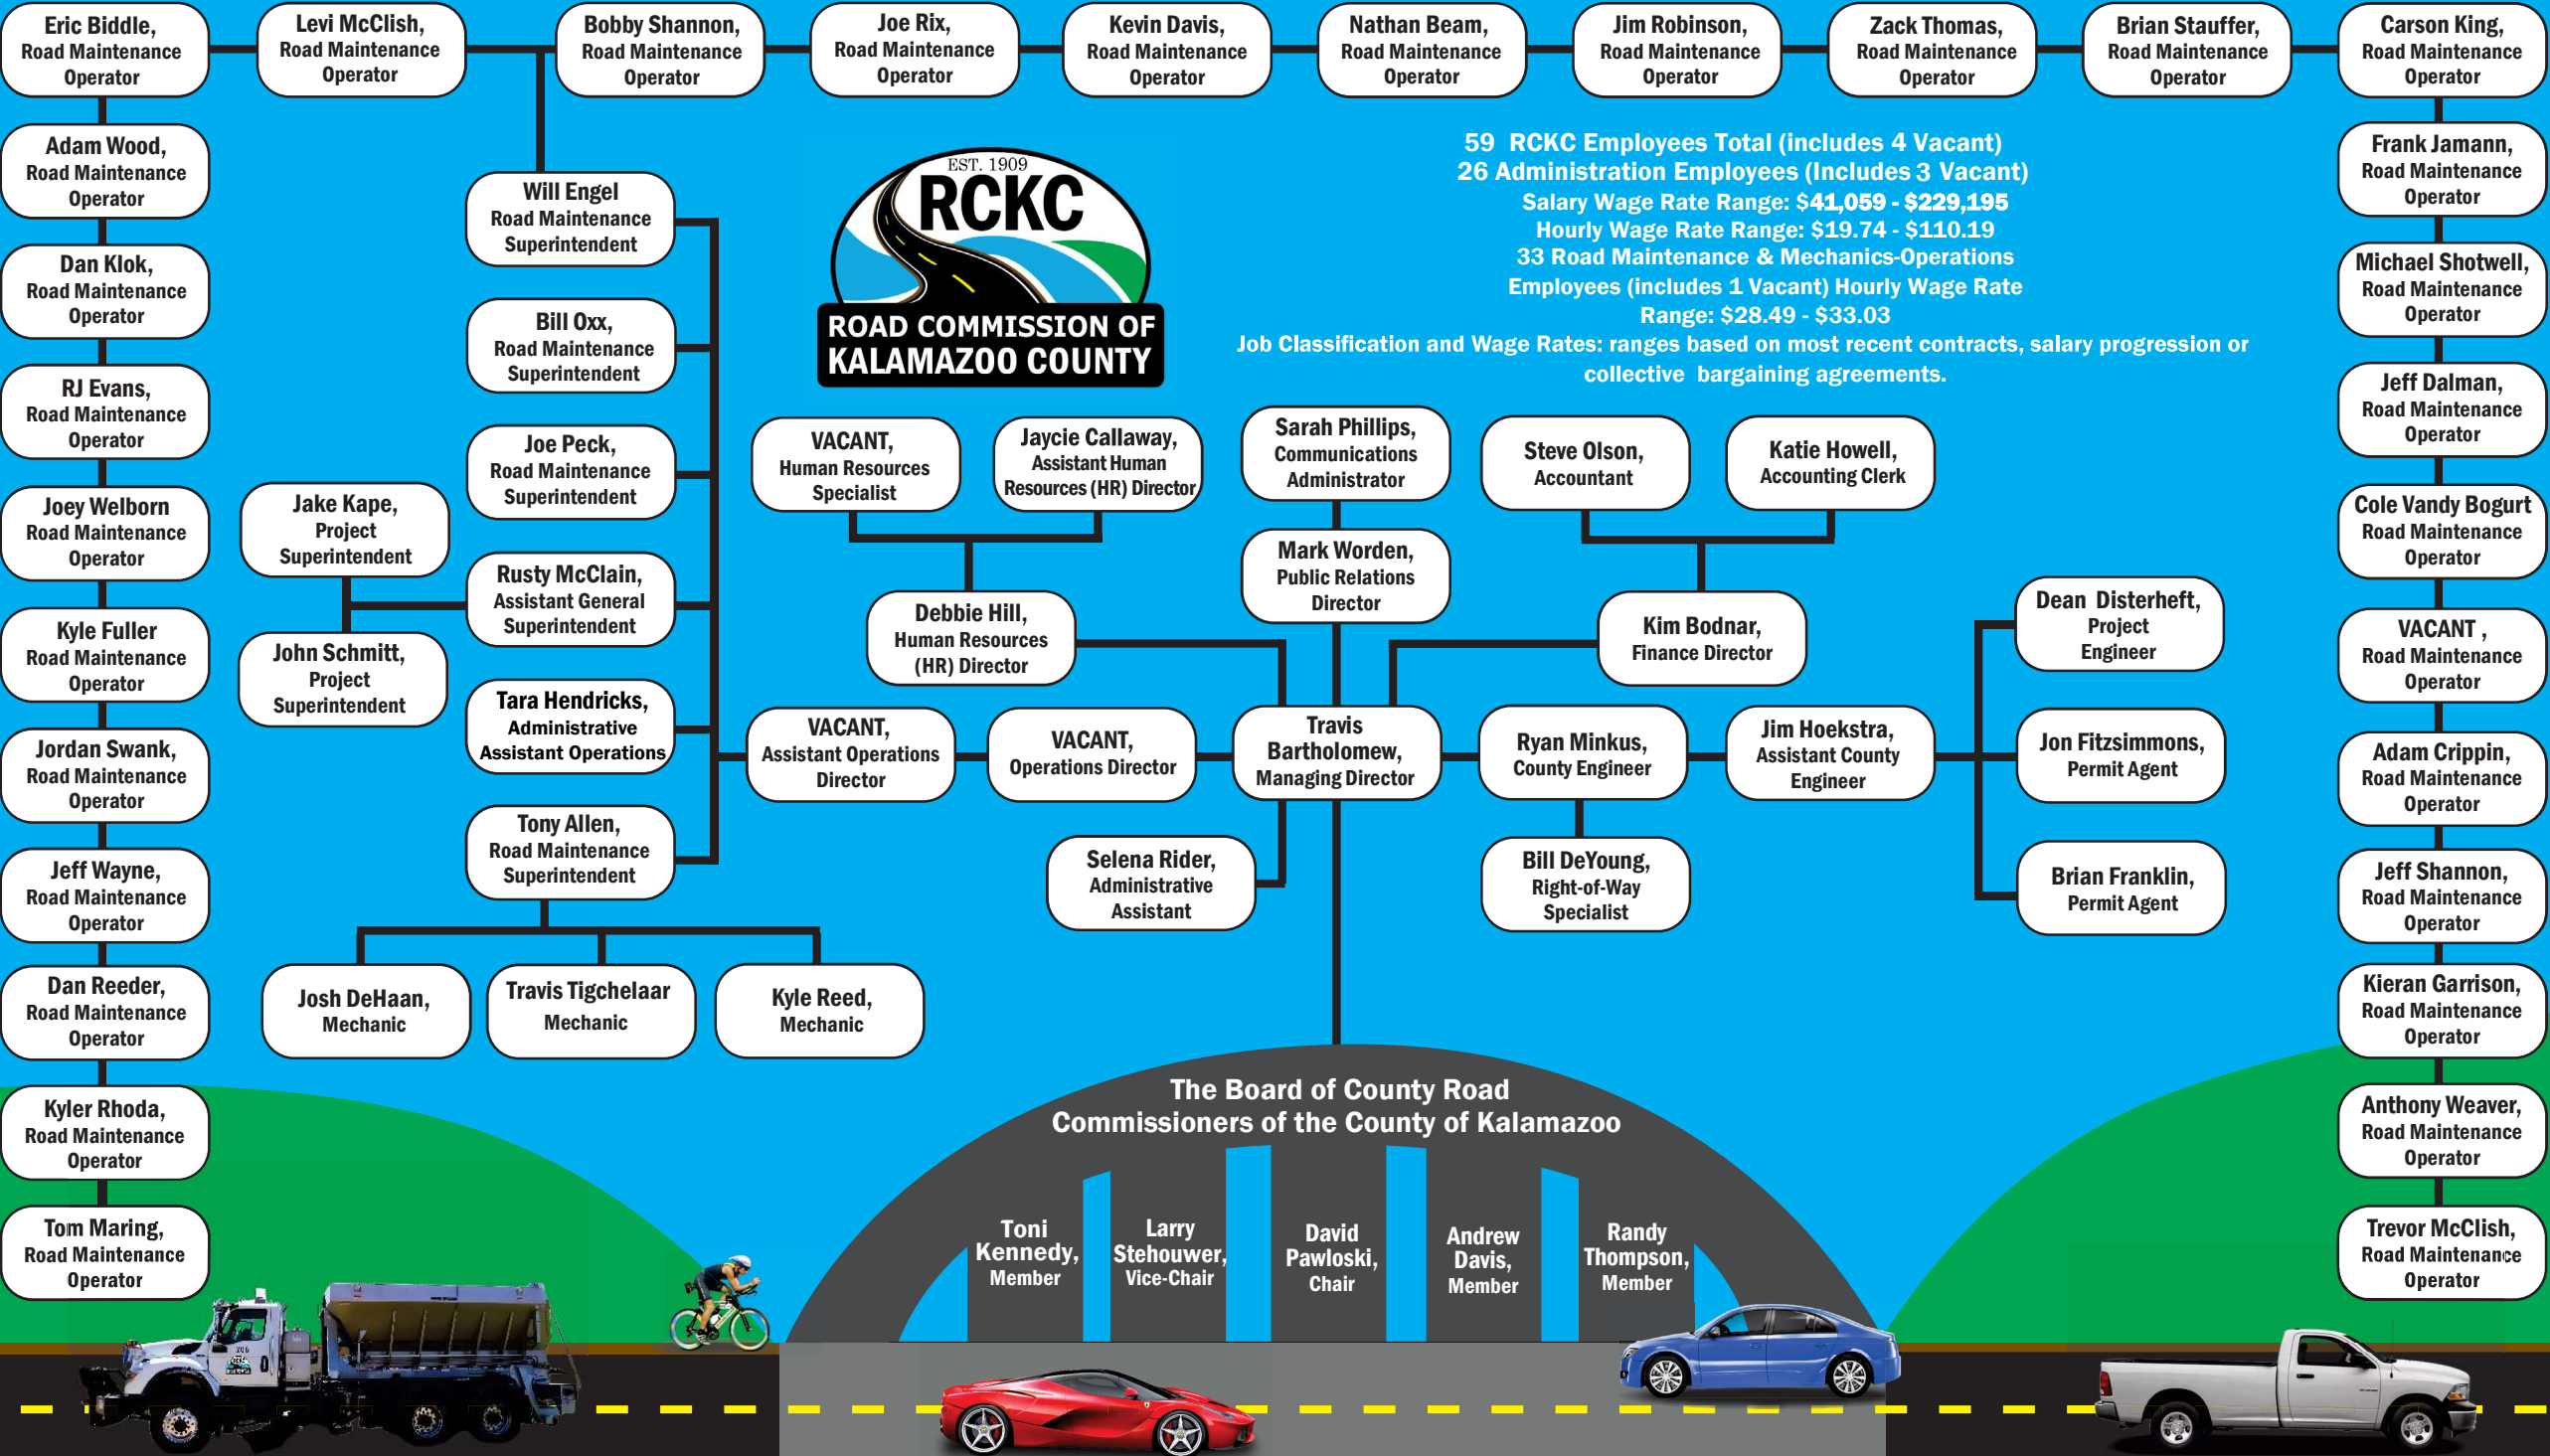 Eric Biddle,
Road Maintenance
Operator
Levi McClish,
Road Maintenance
Operator
Bobby Shannon,
Road Maintenance
Operator
Joe Rix,
Road Maintenance
Operator
Kevin Davis,
Road Maintenance
Operator
Nathan Beam,
Road Maintenance
Operator
Jim Robinson,
Road Maintenance
Operator
Zack Thomas,
Road Maintenance
Operator
Brian Stauffer,
Road Maintenance
Operator
Carson King,
Road Maintenance
Operator
Adam Wood,
Road Maintenance
Operator
Dan Klok,
Road Maintenance
Operator
RJ Evans,
Road Maintenance
Operator
Joey Welborn
Road Maintenance
Operator
Kyle Fuller
Road Maintenance
Operator
Jordan Swank,
Road Maintenance
Operator
Jeff Wayne,
Road Maintenance
Operator
Dan Reeder,
Road Maintenance
Operator
Kyler Rhoda,
Road Maintenance
Operator
Tom Maring,
Road Maintenance
Operator
Will Engel
Road Maintenance
Superintendent
Bill Oxx,
Road Maintenance
Superintendent
Joe Peck,
Road Maintenance
Superintendent
Jake Kape,
Project
Superintendent
Rusty McClain,
Assistant General
Superintendent
John Schmitt,
Project
Superintendent
Tara Hendricks,
Administrative
Assistant Operations
Tony Allen,
Road Maintenance
Superintendent
Josh DeHaan,
Mechanic
Travis Tigchelaar
Mechanic
Kyle Reed,
Mechanic
EST. 1909
RCKC
ROAD COMMISSION OF
KALAMAZOO COUNTY
59 RCKC Employees Total (includes 4 Vacant)
26 Administration Employees (Includes 3 Vacant)
Salary Wage Rate Range: $41,059 - $229,195
Hourly Wage Rate Range: $19.74 - $110.19
33 Road Maintenance & Mechanics-Operations
Employees (includes 1 Vacant) Hourly Wage Rate
Range: $28.49 - $33.03
Job Classification and Wage Rates: ranges based on most recent contracts, salary progression or
collective bargaining agreements.
VACANT,
Human Resources
Specialist
Jaycie Callaway,
Assistant Human
Resources (HR) Director
Sarah Phillips,
Communications
Administrator
Steve Olson,
Accountant
Katie Howell,
Accounting Clerk
Debbie Hill,
Human Resources
(HR) Director
Mark Worden,
Public Relations
Director
Kim Bodnar,
Finance Director
VACANT,
Assistant Operations
Director
VACANT,
Operations Director
Travis
Bartholomew,
Managing Director
Ryan Minkus,
County Engineer
Jim Hoekstra,
Assistant County
Engineer
Dean Disterheft,
Project
Engineer
Jon Fitzsimmons,
Permit Agent
Brian Franklin,
Permit Agent
Selena Rider,
Administrative
Assistant
Bill DeYoung,
Right-of-Way
Specialist
Frank Jamann,
Road Maintenance
Operator
Michael Shotwell,
Road Maintenance
Operator
Jeff Dalman,
Road Maintenance
Operator
Cole Vandy Bogurt
Road Maintenance
Operator
VACANT ,
Road Maintenance
Operator
Adam Crippin,
Road Maintenance
Operator
Jeff Shannon,
Road Maintenance
Operator
Kieran Garrison,
Road Maintenance
Operator
Anthony Weaver,
Road Maintenance
Operator
Trevor McClish,
Road Maintenance
Operator
The Board of County Road
Commissioners of the County of Kalamazoo
Toni
Kennedy,
Member
Larry
Stehouwer,
Vice-Chair
David
Pawloski,
Chair
Andrew
Davis,
Member
Randy
Thompson,
Member